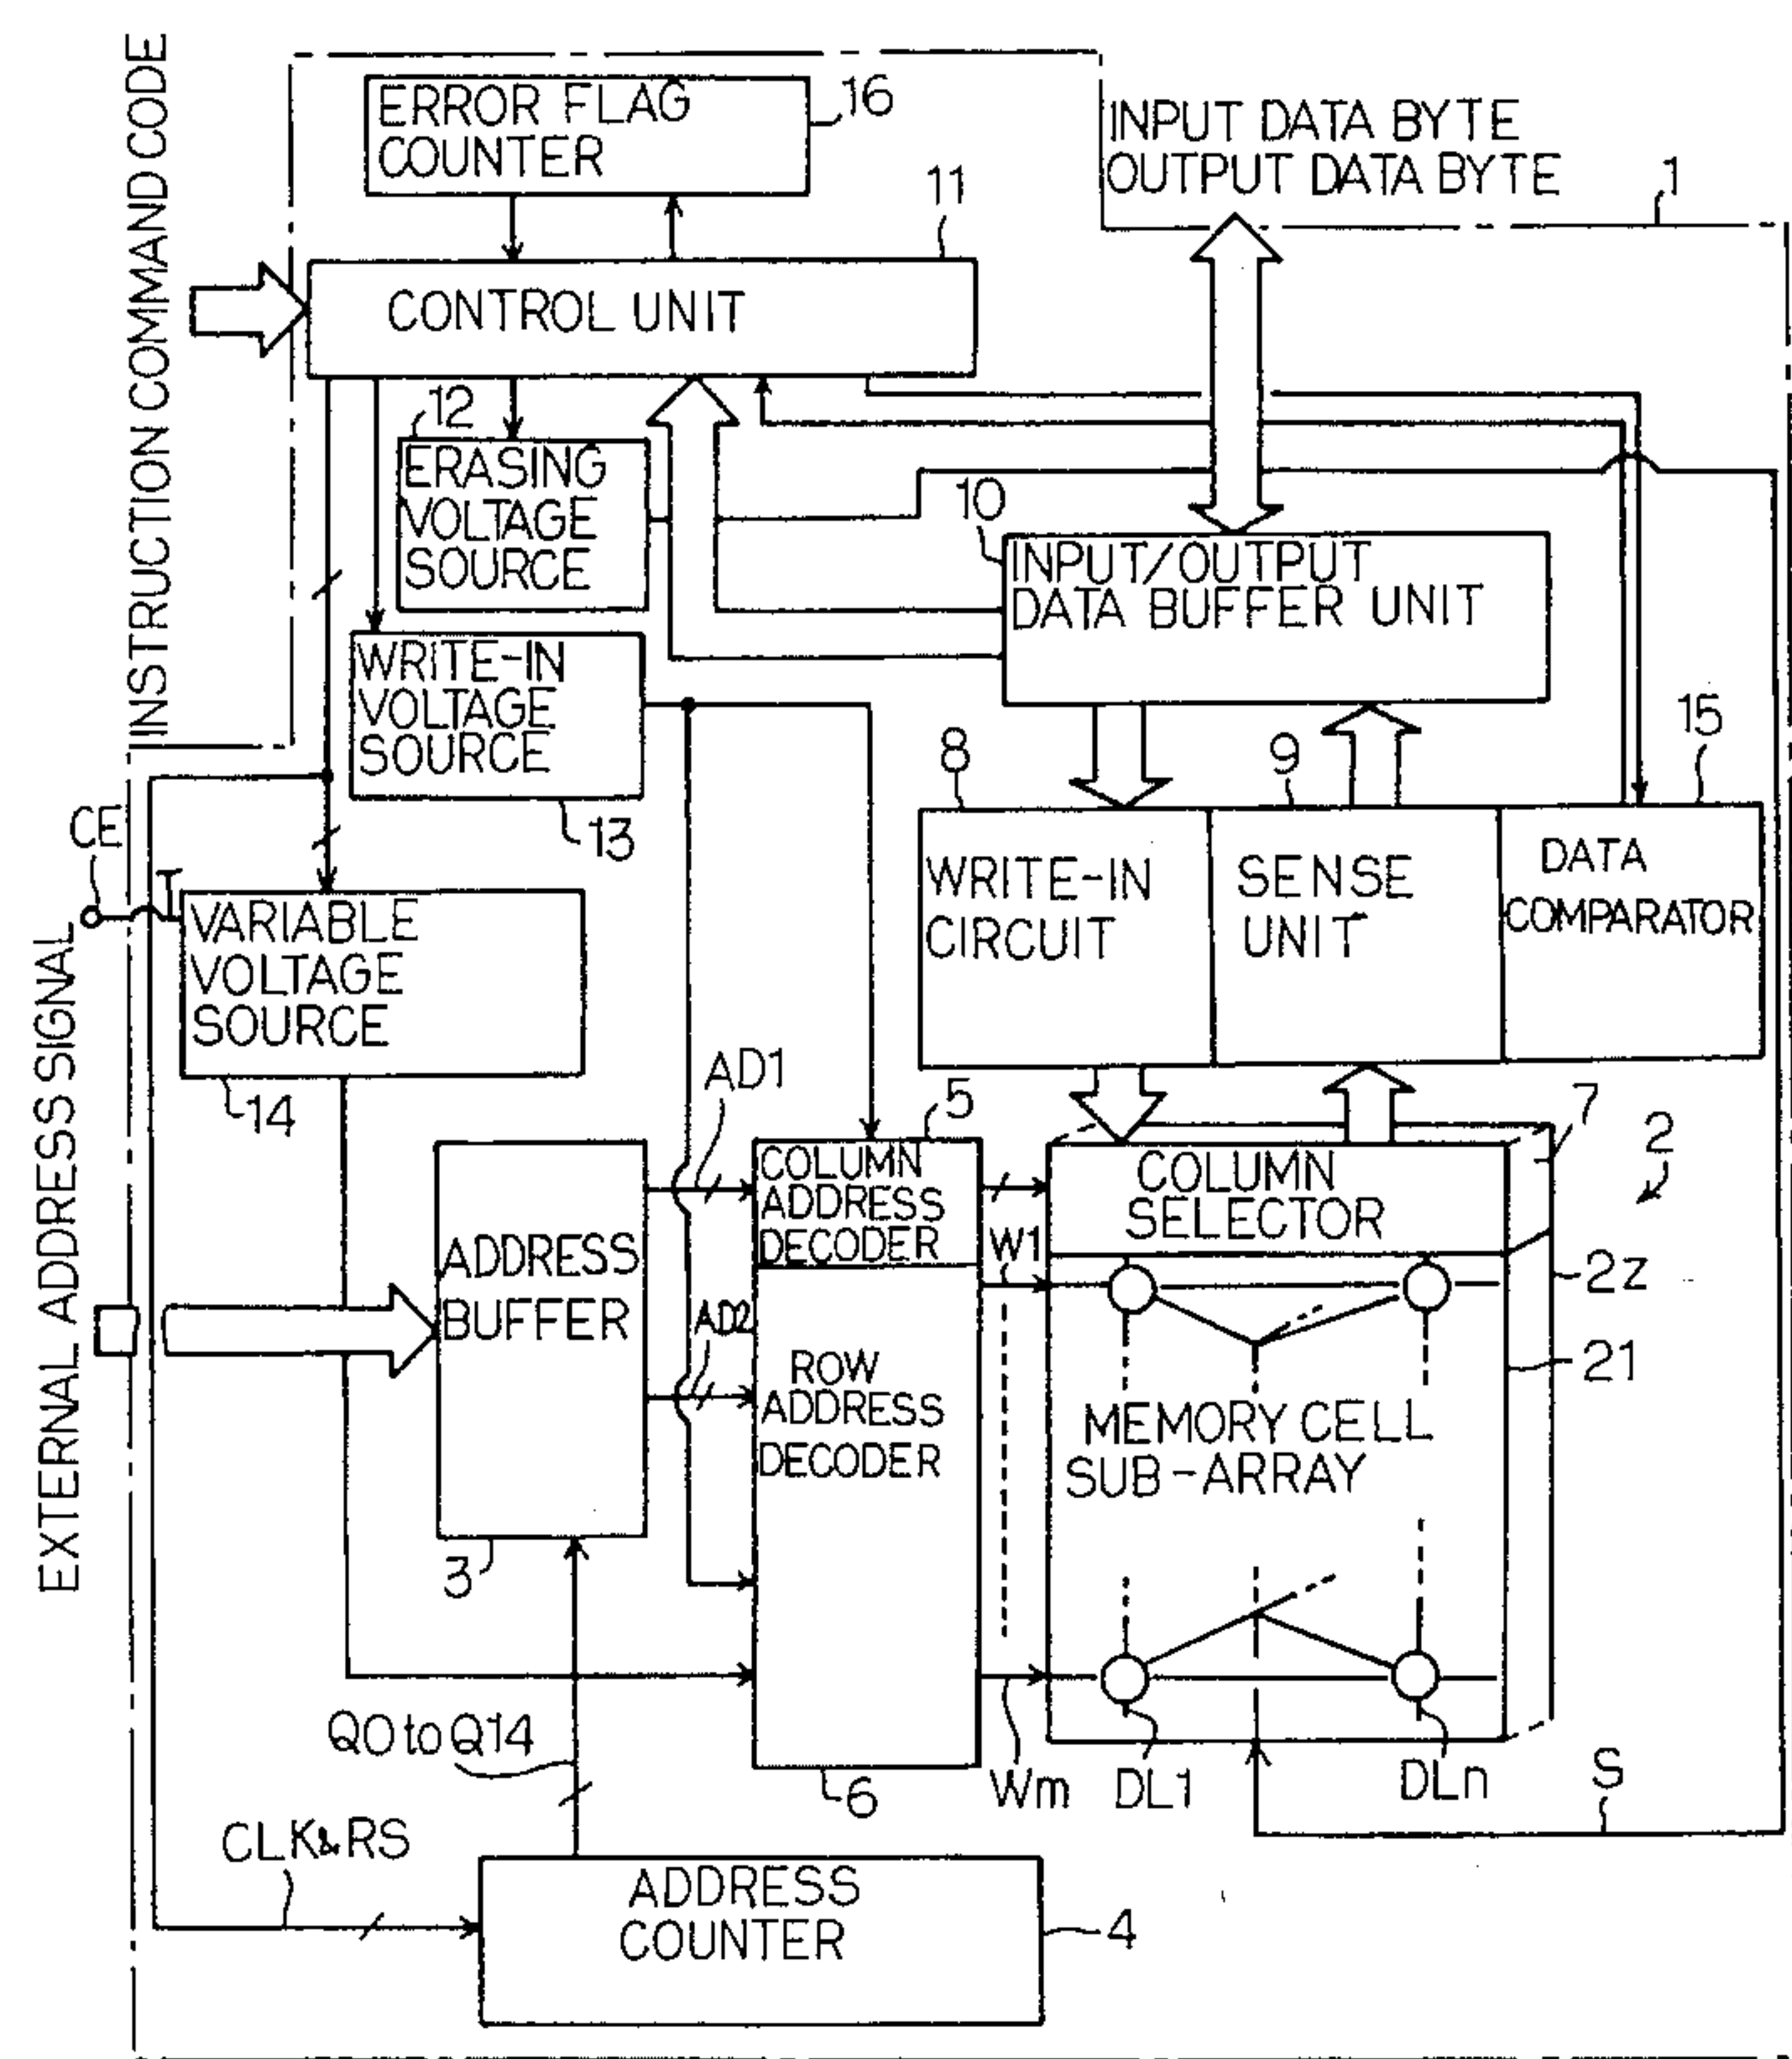 INSTRUCTION COMMAND CODE
ERROR FLAG
COUNTER
16
INPUT DATA BYTE
OUTPUT DATA BYTE
1
11
CONTROL UNIT
12
ERASING
VOLTAGE
SOURCE
10
INPUT/OUTPUT
DATA BUFFER UNIT
WRITE-IN
VOLTAGE
SOURCE
13
8
9
15
WRITE-IN
CIRCUIT
SENSE
UNIT
DATA
COMPARATOR
CE
T
VARIABLE
VOLTAGE
SOURCE
14
EXTERNAL ADDRESS SIGNAL
AD1
5
7
2
COLUMN
ADDRESS
DECODER
COLUMN
SELECTOR
W1
2z
21
ADDRESS
BUFFER
AD2
ROW
ADDRESS
DECODER
MEMORY CELL
SUB-ARRAY
3
Q0 to Q14
6
Wm
DL1
DLn
S
CLK&RS
ADDRESS
COUNTER
4